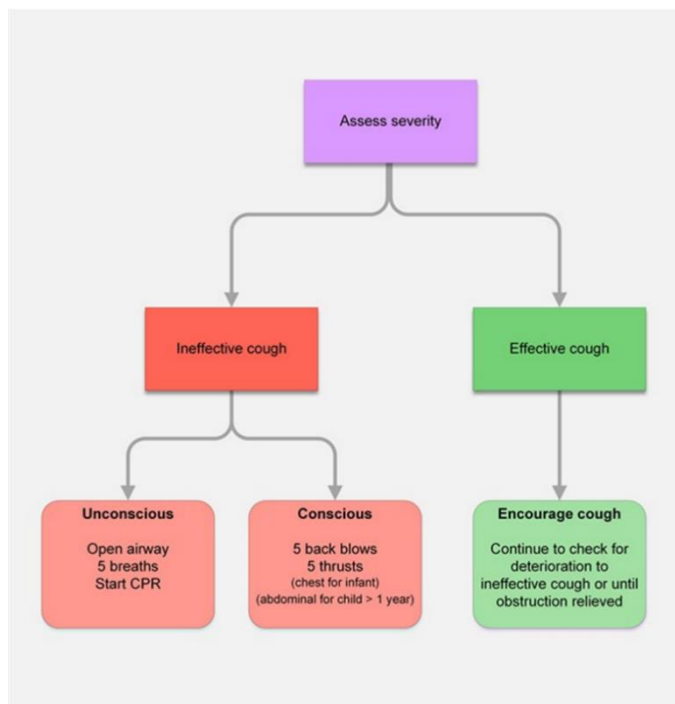 Assess severity
Ineffective cough
Effective cough
Unconscious
Open airway
5 breaths
Start CPR
Conscious
5 back blows
5 thrusts
(chest for infant)
(abdominal for child > 1 year)
Encourage cough
Continue to check for
deterioration to
ineffective cough or until
obstruction relieved